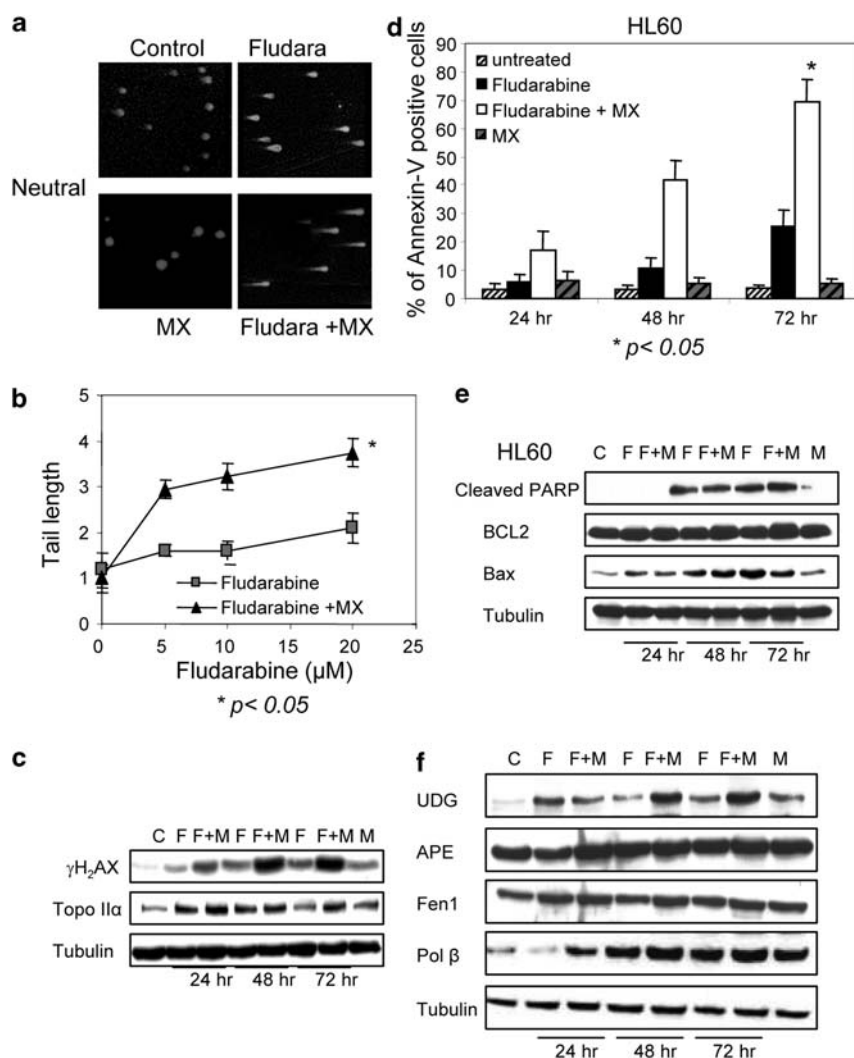 a
Control Fludara
Neutral
MX Fludara +MX
b
Tail length
5
4
3
2
1
0
Fludarabine
Fludarabine +MX
*
0 5 10 15 20 25
Fludarabine (µM)
* p< 0.05
c
C F F+M F F+M F F+M M
γH₂AX
Topo IIα
Tubulin
24 hr 48 hr 72 hr
d
HL60
% of Annexin-V positive cells
90
80
70
60
50
40
30
20
10
0
untreated
Fludarabine
Fludarabine + MX
MX
*
24 hr 48 hr 72 hr
* p< 0.05
e
HL60
C F F+M F F+M F F+M M
Cleaved PARP
BCL2
Bax
Tubulin
24 hr 48 hr 72 hr
f
C F F+M F F+M F F+M M
UDG
APE
Fen1
Pol β
Tubulin
24 hr 48 hr 72 hr